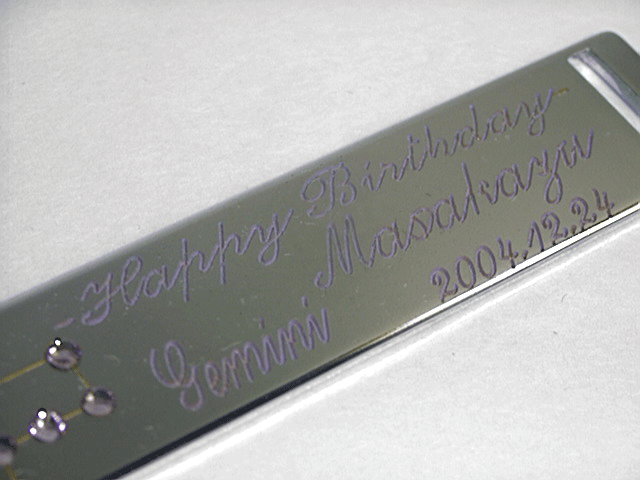 -Happy Birthday-
Masakazu
Gemini 2004.12.24